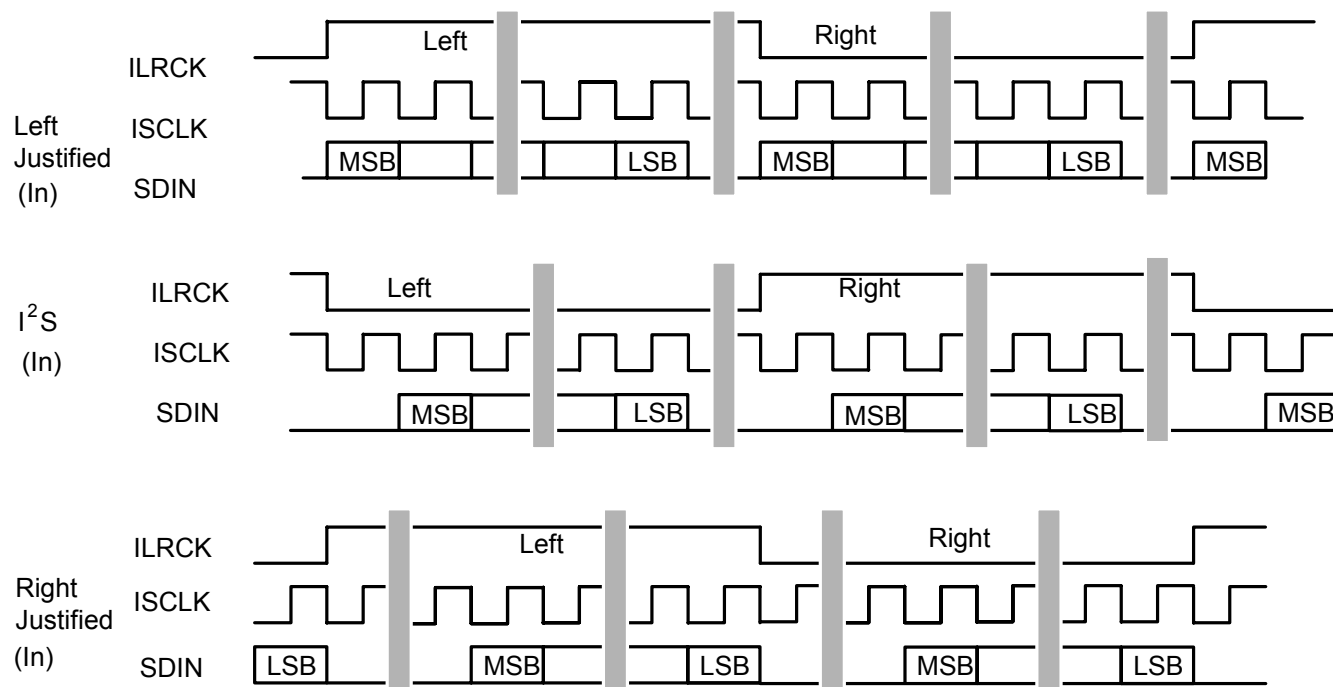 Left Right
ILRCK
ISCLK
Left
Justified
(In)
MSB LSB MSB LSB MSB
SDIN
ILRCK Left Right
I²S
(In)
ISCLK
SDIN MSB LSB MSB LSB MSB
ILRCK Left Right
Right
Justified
(In)
ISCLK
SDIN LSB MSB LSB MSB LSB